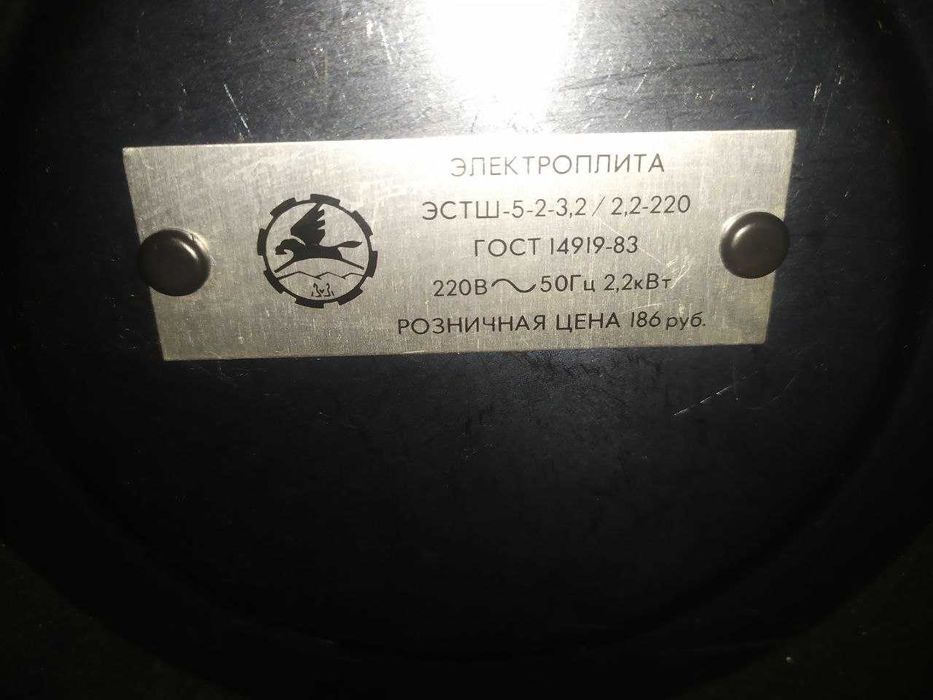 ЭЛЕКТРОПЛИТА
ЭСТШ-5-2-3,2 / 2,2-220
ГОСТ 14919-83
220В ~ 50Гц 2,2кВт
РОЗНИЧНАЯ ЦЕНА 186 руб.